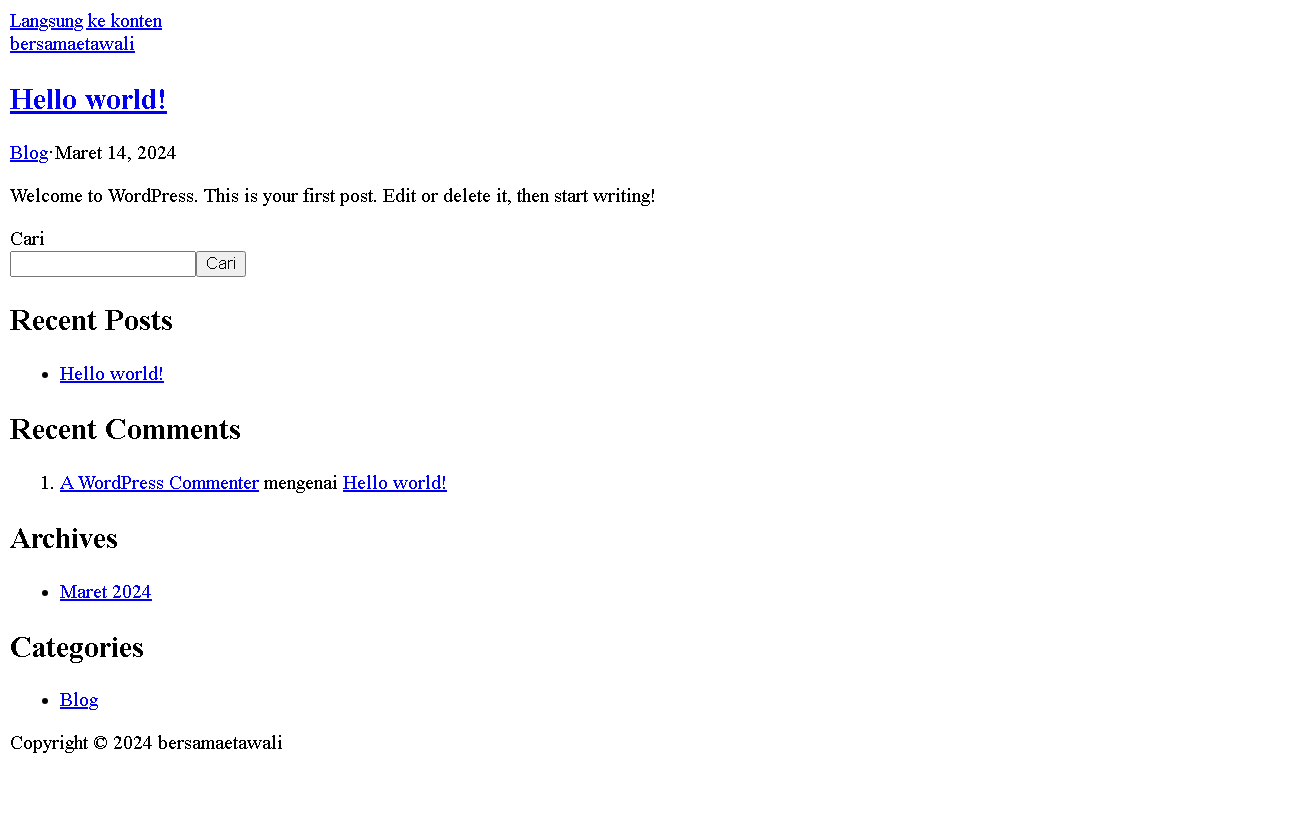 Langsung ke konten
bersamaetawali
Hello world!
Blog·Maret 14, 2024
Welcome to WordPress. This is your first post. Edit or delete it, then start writing!
Cari
Cari
Recent Posts
Hello world!
Recent Comments
1. A WordPress Commenter mengenai Hello world!
Archives
Maret 2024
Categories
Blog
Copyright © 2024 bersamaetawali